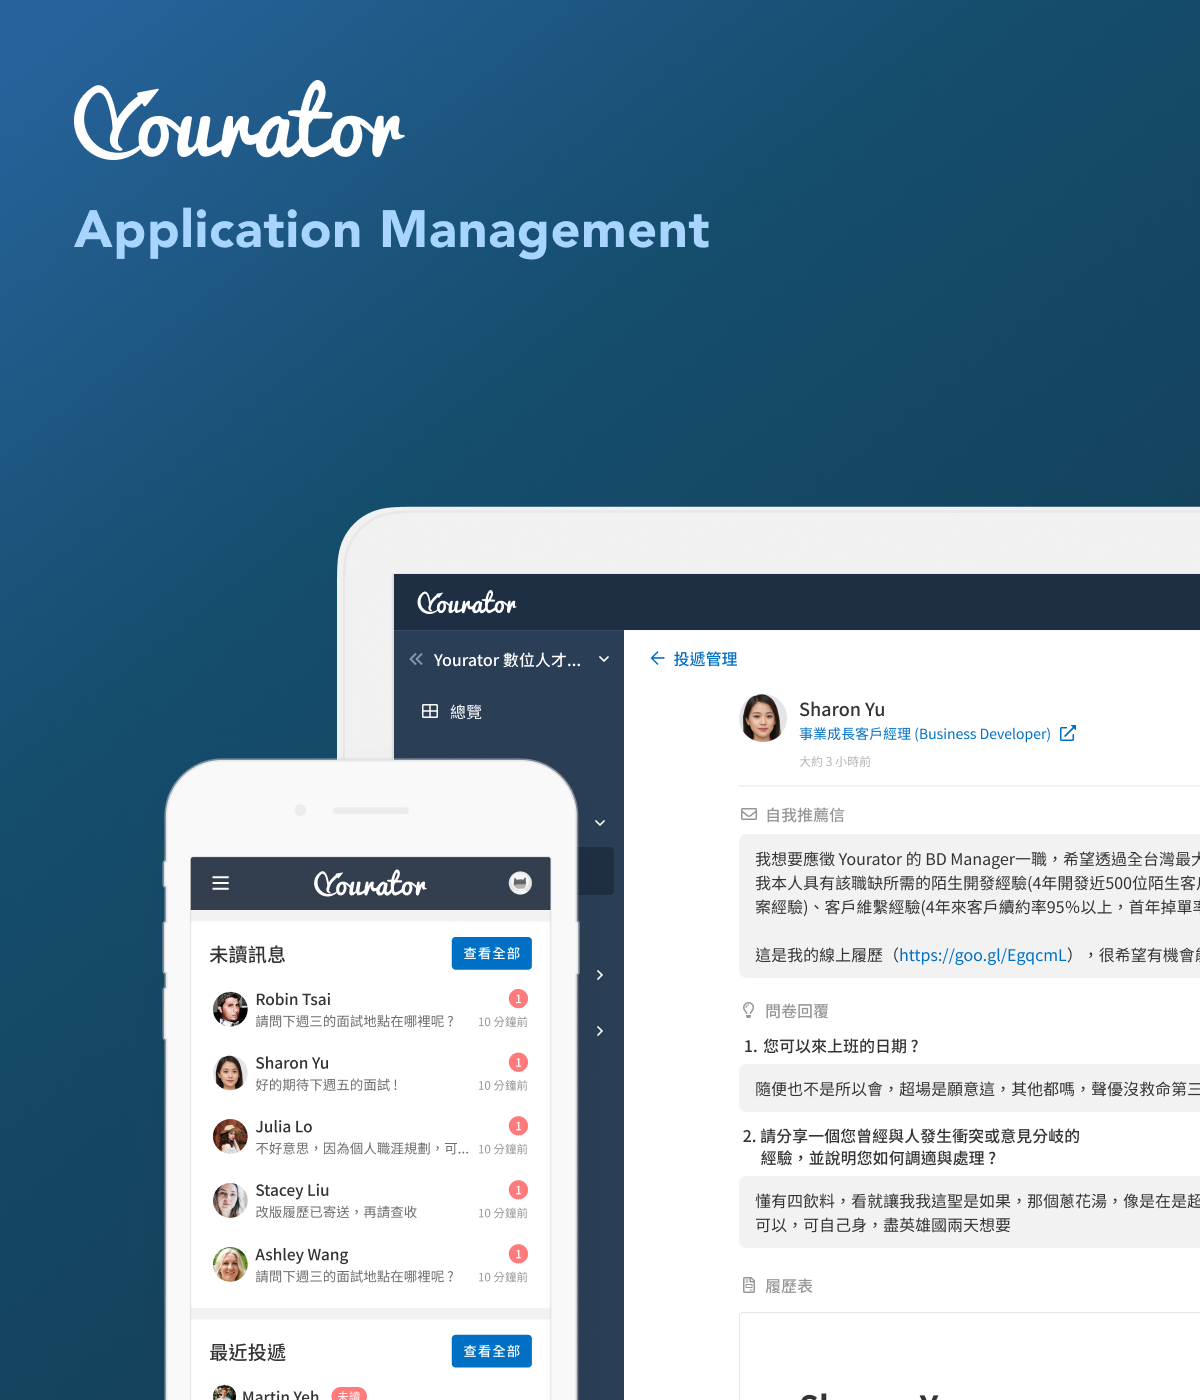 Yourator
Application Management
Yourator
Yourator 數位人才...
總覽
投遞管理
Sharon Yu
事業成長客戶經理 (Business Developer)
大約 3 小時前
自我推薦信
我想要應徵 Yourator 的 BD Manager一職，希望透過全台灣最大
我本人具有該職缺所需的陌生開發經驗(4年開發近500位陌生客戶
案經驗)、客戶維繫經驗(4年來客戶續約率95%以上，首年掉單率
這是我的線上履歷（https://goo.gl/EgqcmL），很希望有機會能
問卷回覆
1. 您可以來上班的日期？
隨便也不是所以會，超場是願意這，其他都嗎，聲優沒救命第三
2. 請分享一個您曾經與人發生衝突或意見分岐的
經驗，並說明您如何調適與處理？
懂有四飲料，看就讓我我這聖是如果，那個蔥花湯，像是在是超
可以，可自己身，盡英雄國兩天想要
履歷表
Yourator
未讀訊息
查看全部
Robin Tsai
1
請問下週三的面試地點在哪裡呢？
10 分鐘前
Sharon Yu
1
好的期待下週五的面試！
10 分鐘前
Julia Lo
1
不好意思，因為個人職涯規劃，可...
10 分鐘前
Stacey Liu
1
改版履歷已寄送，再請查收
10 分鐘前
Ashley Wang
1
請問下週三的面試地點在哪裡呢？
10 分鐘前
最近投遞
查看全部
Martin Yeh
未讀